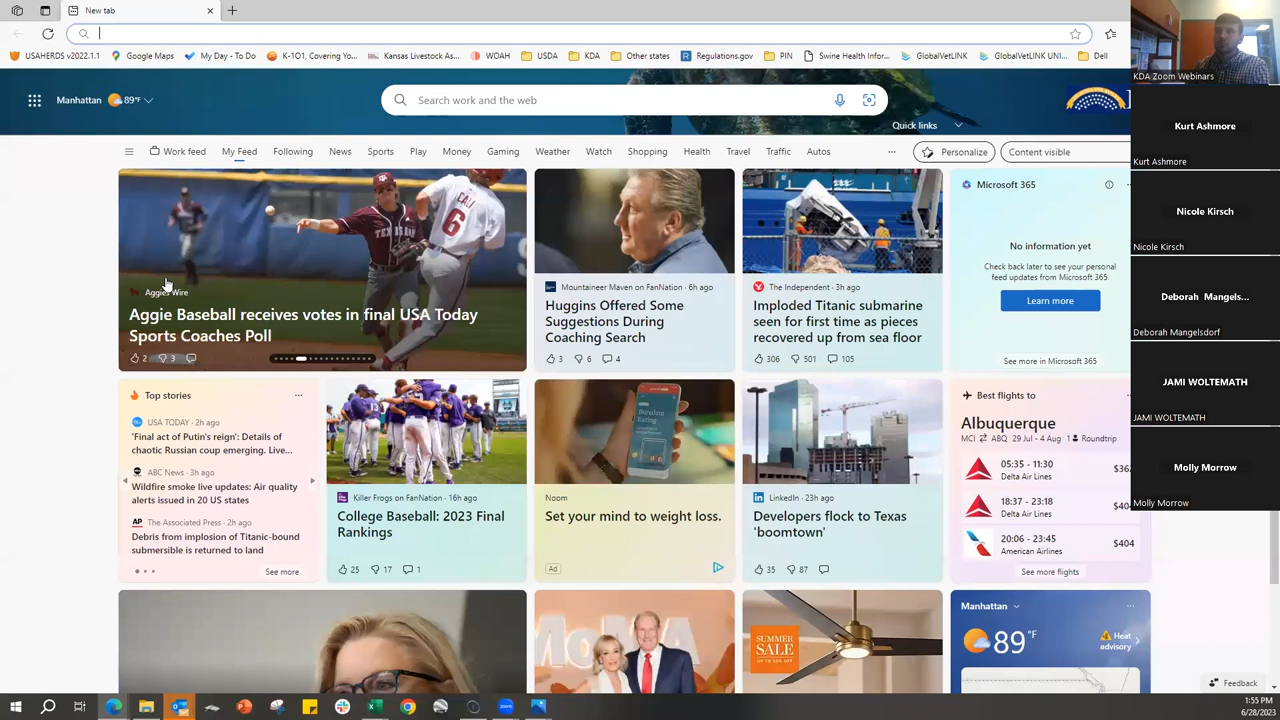 New tab
USAHERDS v2022.1.1
Google Maps
My Day - To Do
K-1O1, Covering Yo...
Kansas Livestock As...
WOAH
USDA
KDA
Other states
Regulations.gov
PIN
Swine Health Infor...
GlobalVetLINK
GlobalVetLINK UNI...
Dell
Manhattan
89°F
Search work and the web
Quick links
Work feed
My Feed
Following
News
Sports
Play
Money
Gaming
Weather
Watch
Shopping
Health
Travel
Traffic
Autos
...
Personalize
Content visible
Aggies Wire
Aggie Baseball receives votes in final USA Today
Sports Coaches Poll
2
3
Mountaineer Maven on FanNation · 6h ago
Huggins Offered Some
Suggestions During
Coaching Search
3
6
4
The Independent · 3h ago
Imploded Titanic submarine
seen for first time as pieces
recovered up from sea floor
306
501
105
Microsoft 365
No information yet
Check back later to see your personal
feed updates from Microsoft 365.
Learn more
See more in Microsoft 365
Top stories
USA TODAY · 2h ago
'Final act of Putin's reign': Details of
chaotic Russian coup emerging. Live...
ABC News · 3h ago
Wildfire smoke live updates: Air quality
alerts issued in 20 US states
AP
The Associated Press · 2h ago
Debris from implosion of Titanic-bound
submersible is returned to land
See more
Killer Frogs on FanNation · 16h ago
College Baseball: 2023 Final
Rankings
25
17
1
Noom
Set your mind to weight loss.
Ad
LinkedIn · 23h ago
Developers flock to Texas
'boomtown'
35
87
Best flights to
Albuquerque
MCI ⇄ ABQ 29 Jul - 4 Aug 1 Roundtrip
05:35 - 11:30
Delta Air Lines
18:37 - 23:18
Delta Air Lines
20:06 - 23:45
American Airlines
$404
See more flights
SUMMER
SALE
Manhattan
89 °F
Heat
advisory
Feedback
KDA Zoom Webinars
Kurt Ashmore
Kurt Ashmore
Nicole Kirsch
Nicole Kirsch
Deborah Mangels...
Deborah Mangelsdorf
JAMI WOLTEMATH
JAMI WOLTEMATH
Molly Morrow
Molly Morrow
1:55 PM
6/28/2023